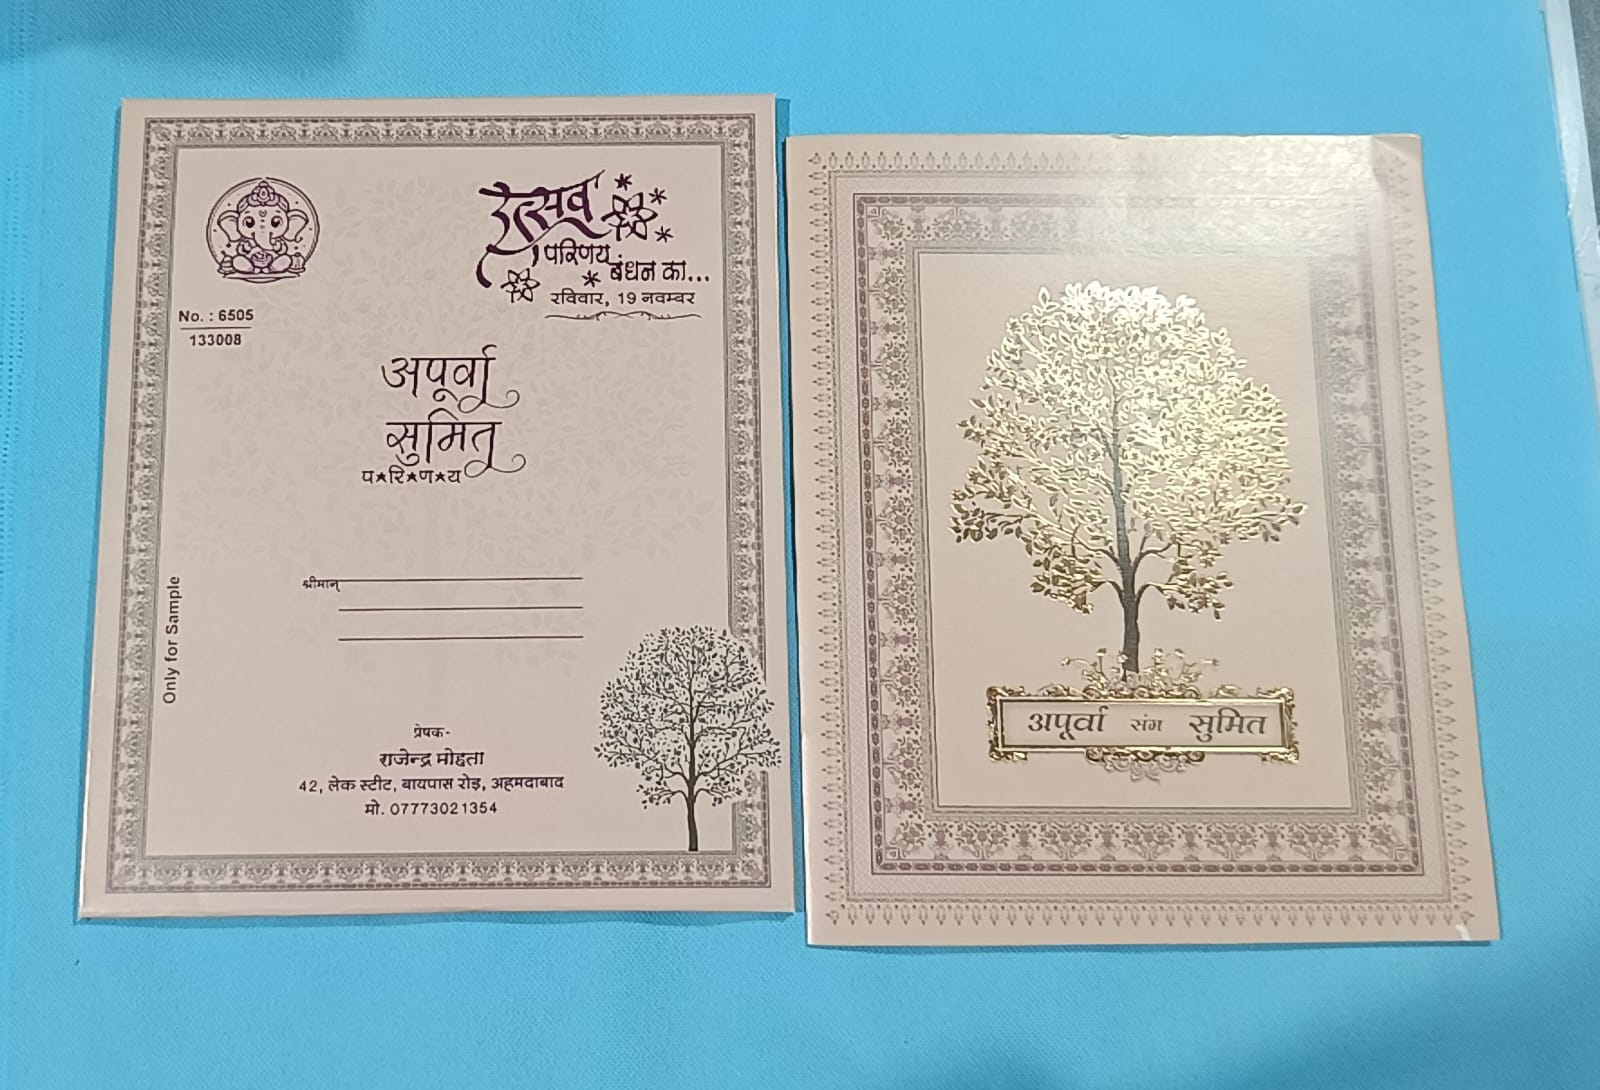 उत्सव
परिणय
बंधन का...
रविवार, 19 नवम्बर
No. : 6505
133008
अपूर्वा
सुमित
प★रि★ण★य
श्रीमान्
Only for Sample
प्रेषक-
राजेन्द्र मोहता
42, लेक स्टीट, बायपास रोड़, अहमदाबाद
मो. 07773021354
अपूर्वा संग सुमित